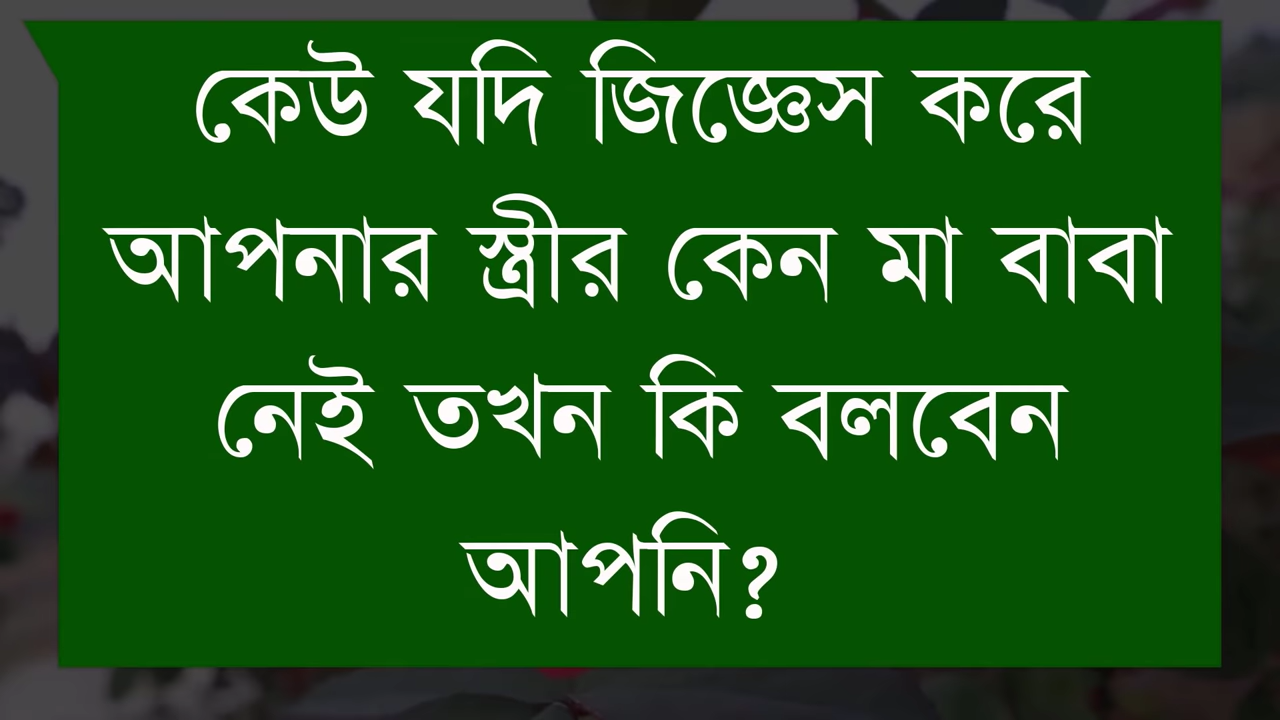 কেউ যদি জিজ্ঞেস করে
আপনার স্ত্রীর কেন মা বাবা
নেই তখন কি বলবেন
আপনি?